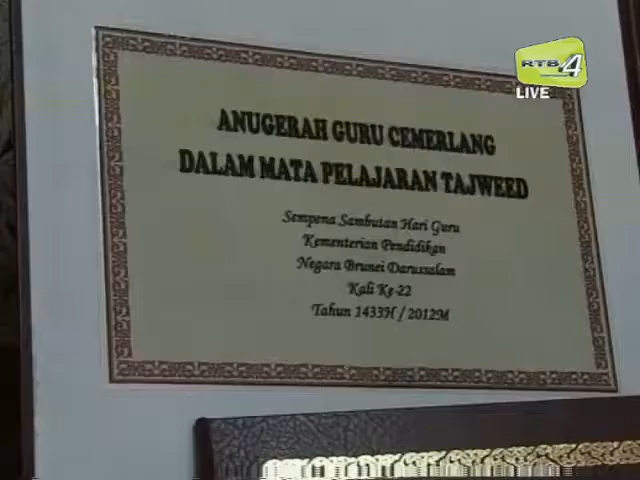 RTB 4
LIVE
ANUGERAH GURU CEMERLANG
DALAM MATA PELAJARAN TAJWEED
Sempena Sambutan Hari Guru
Kementerian Pendidikan
Negara Brunei Darussalam
Kali Ke-22
Tahun 1433H / 2012M